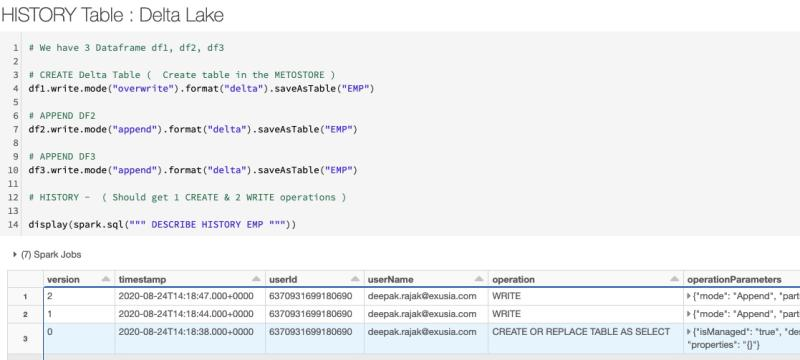 HISTORY Table : Delta Lake
1 # We have 3 Dataframe df1, df2, df3
2
3 # CREATE Delta Table (  Create table in the METOSTORE )
4 df1.write.mode("overwrite").format("delta").saveAsTable("EMP")
5
6 # APPEND DF2
7 df2.write.mode("append").format("delta").saveAsTable("EMP")
8
9 # APPEND DF3
10 df3.write.mode("append").format("delta").saveAsTable("EMP")
11
12 # HISTORY -  ( Should get 1 CREATE & 2 WRITE operations )
13
14 display(spark.sql(""" DESCRIBE HISTORY EMP """))
(7) Spark Jobs
version timestamp userId userName operation operationParameters
1 2 2020-08-24T14:18:47.000+0000 6370931699180690 deepak.rajak@exusia.com WRITE {"mode": "Append", "part
2 1 2020-08-24T14:18:44.000+0000 6370931699180690 deepak.rajak@exusia.com WRITE {"mode": "Append", "part
3 0 2020-08-24T14:18:38.000+0000 6370931699180690 deepak.rajak@exusia.com CREATE OR REPLACE TABLE AS SELECT {"isManaged": "true", "des
"properties": "{}"}